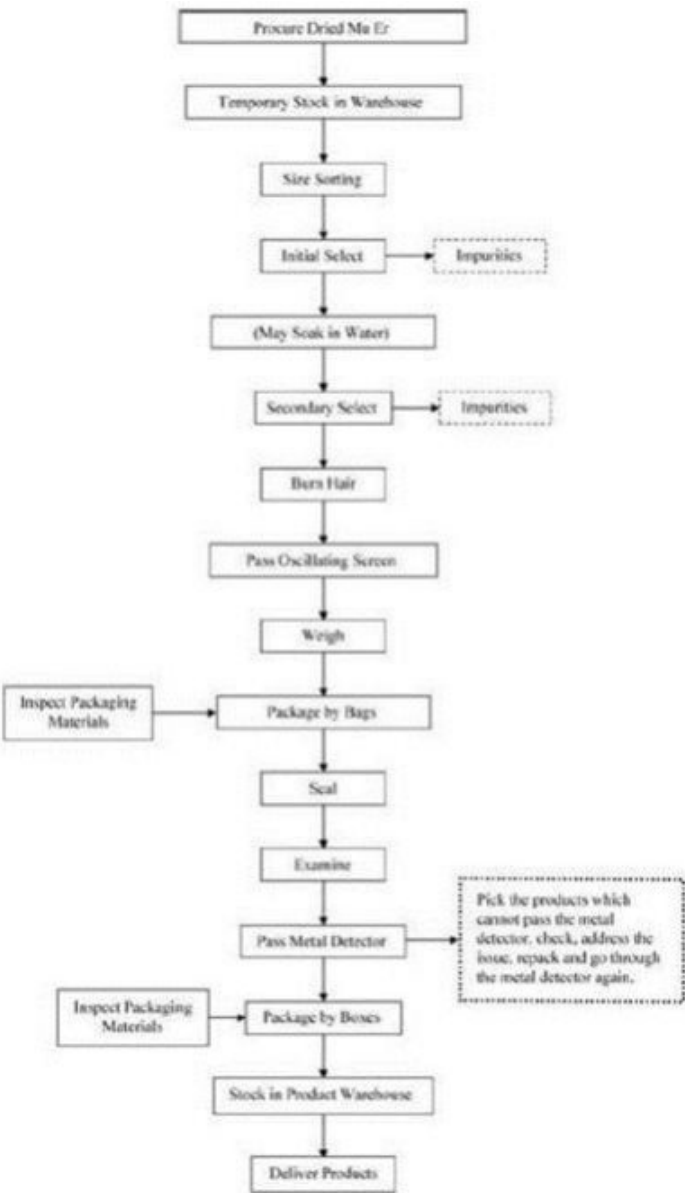 Procure Dried Mu Er
Temporary Stock in Warehouse
Size Sorting
Initial Select
Impurities
(May Soak in Water)
Secondary Select
Impurities
Burn Hair
Pass Oscillating Screen
Weigh
Inspect Packaging
Materials
Package by Bags
Seal
Examine
Pass Metal Detector
Pick the products which
cannot pass the metal
detector, check, address the
issue, repack and go through
the metal detector again.
Inspect Packaging
Materials
Package by Boxes
Stock in Product Warehouse
Deliver Products